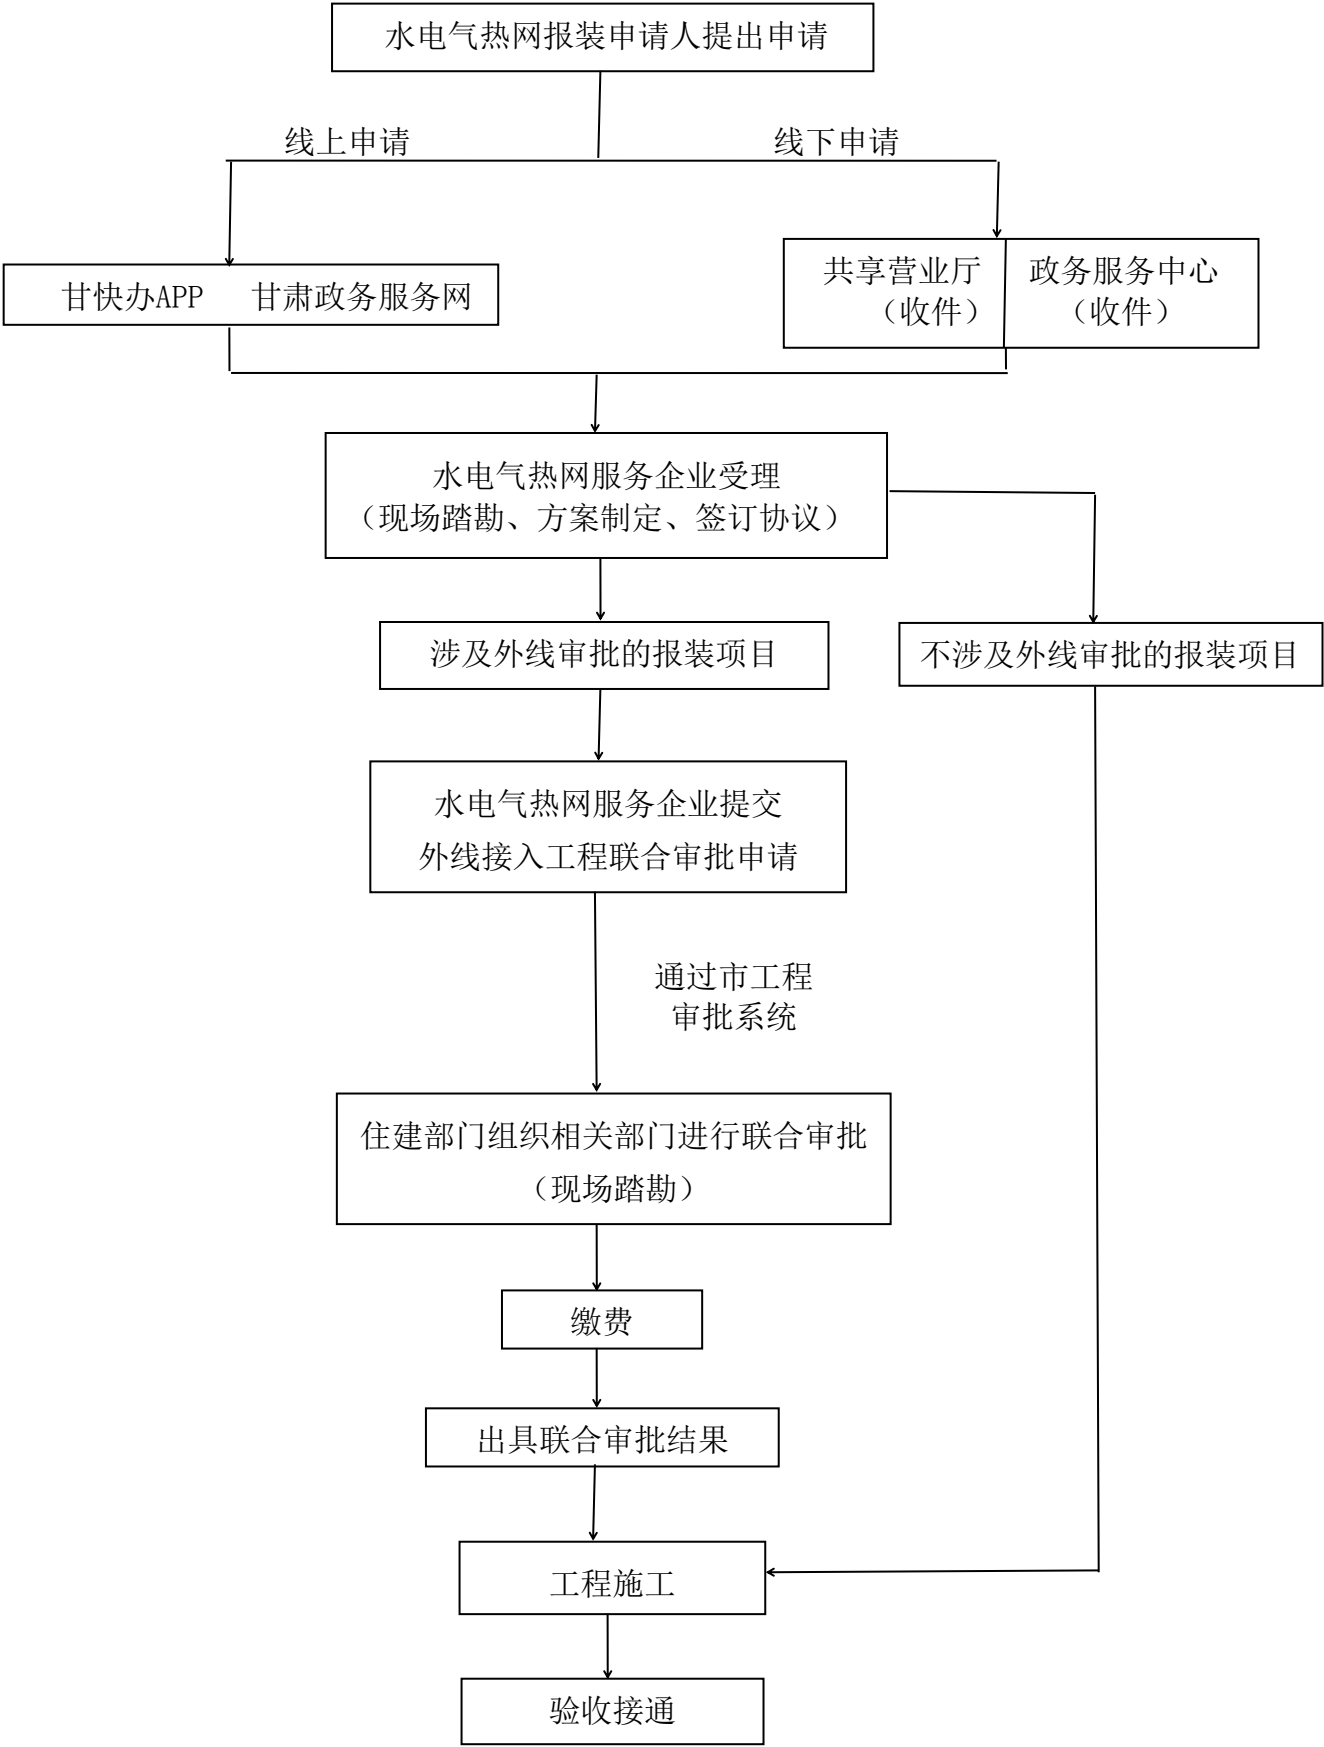 水电气热网报装申请人提出申请
线上申请
线下申请
甘快办APP 甘肃政务服务网
共享营业厅
（收件）
政务服务中心
（收件）
水电气热网服务企业受理
（现场踏勘、方案制定、签订协议）
涉及外线审批的报装项目
不涉及外线审批的报装项目
水电气热网服务企业提交
外线接入工程联合审批申请
通过市工程
审批系统
住建部门组织相关部门进行联合审批
（现场踏勘）
缴费
出具联合审批结果
工程施工
验收接通